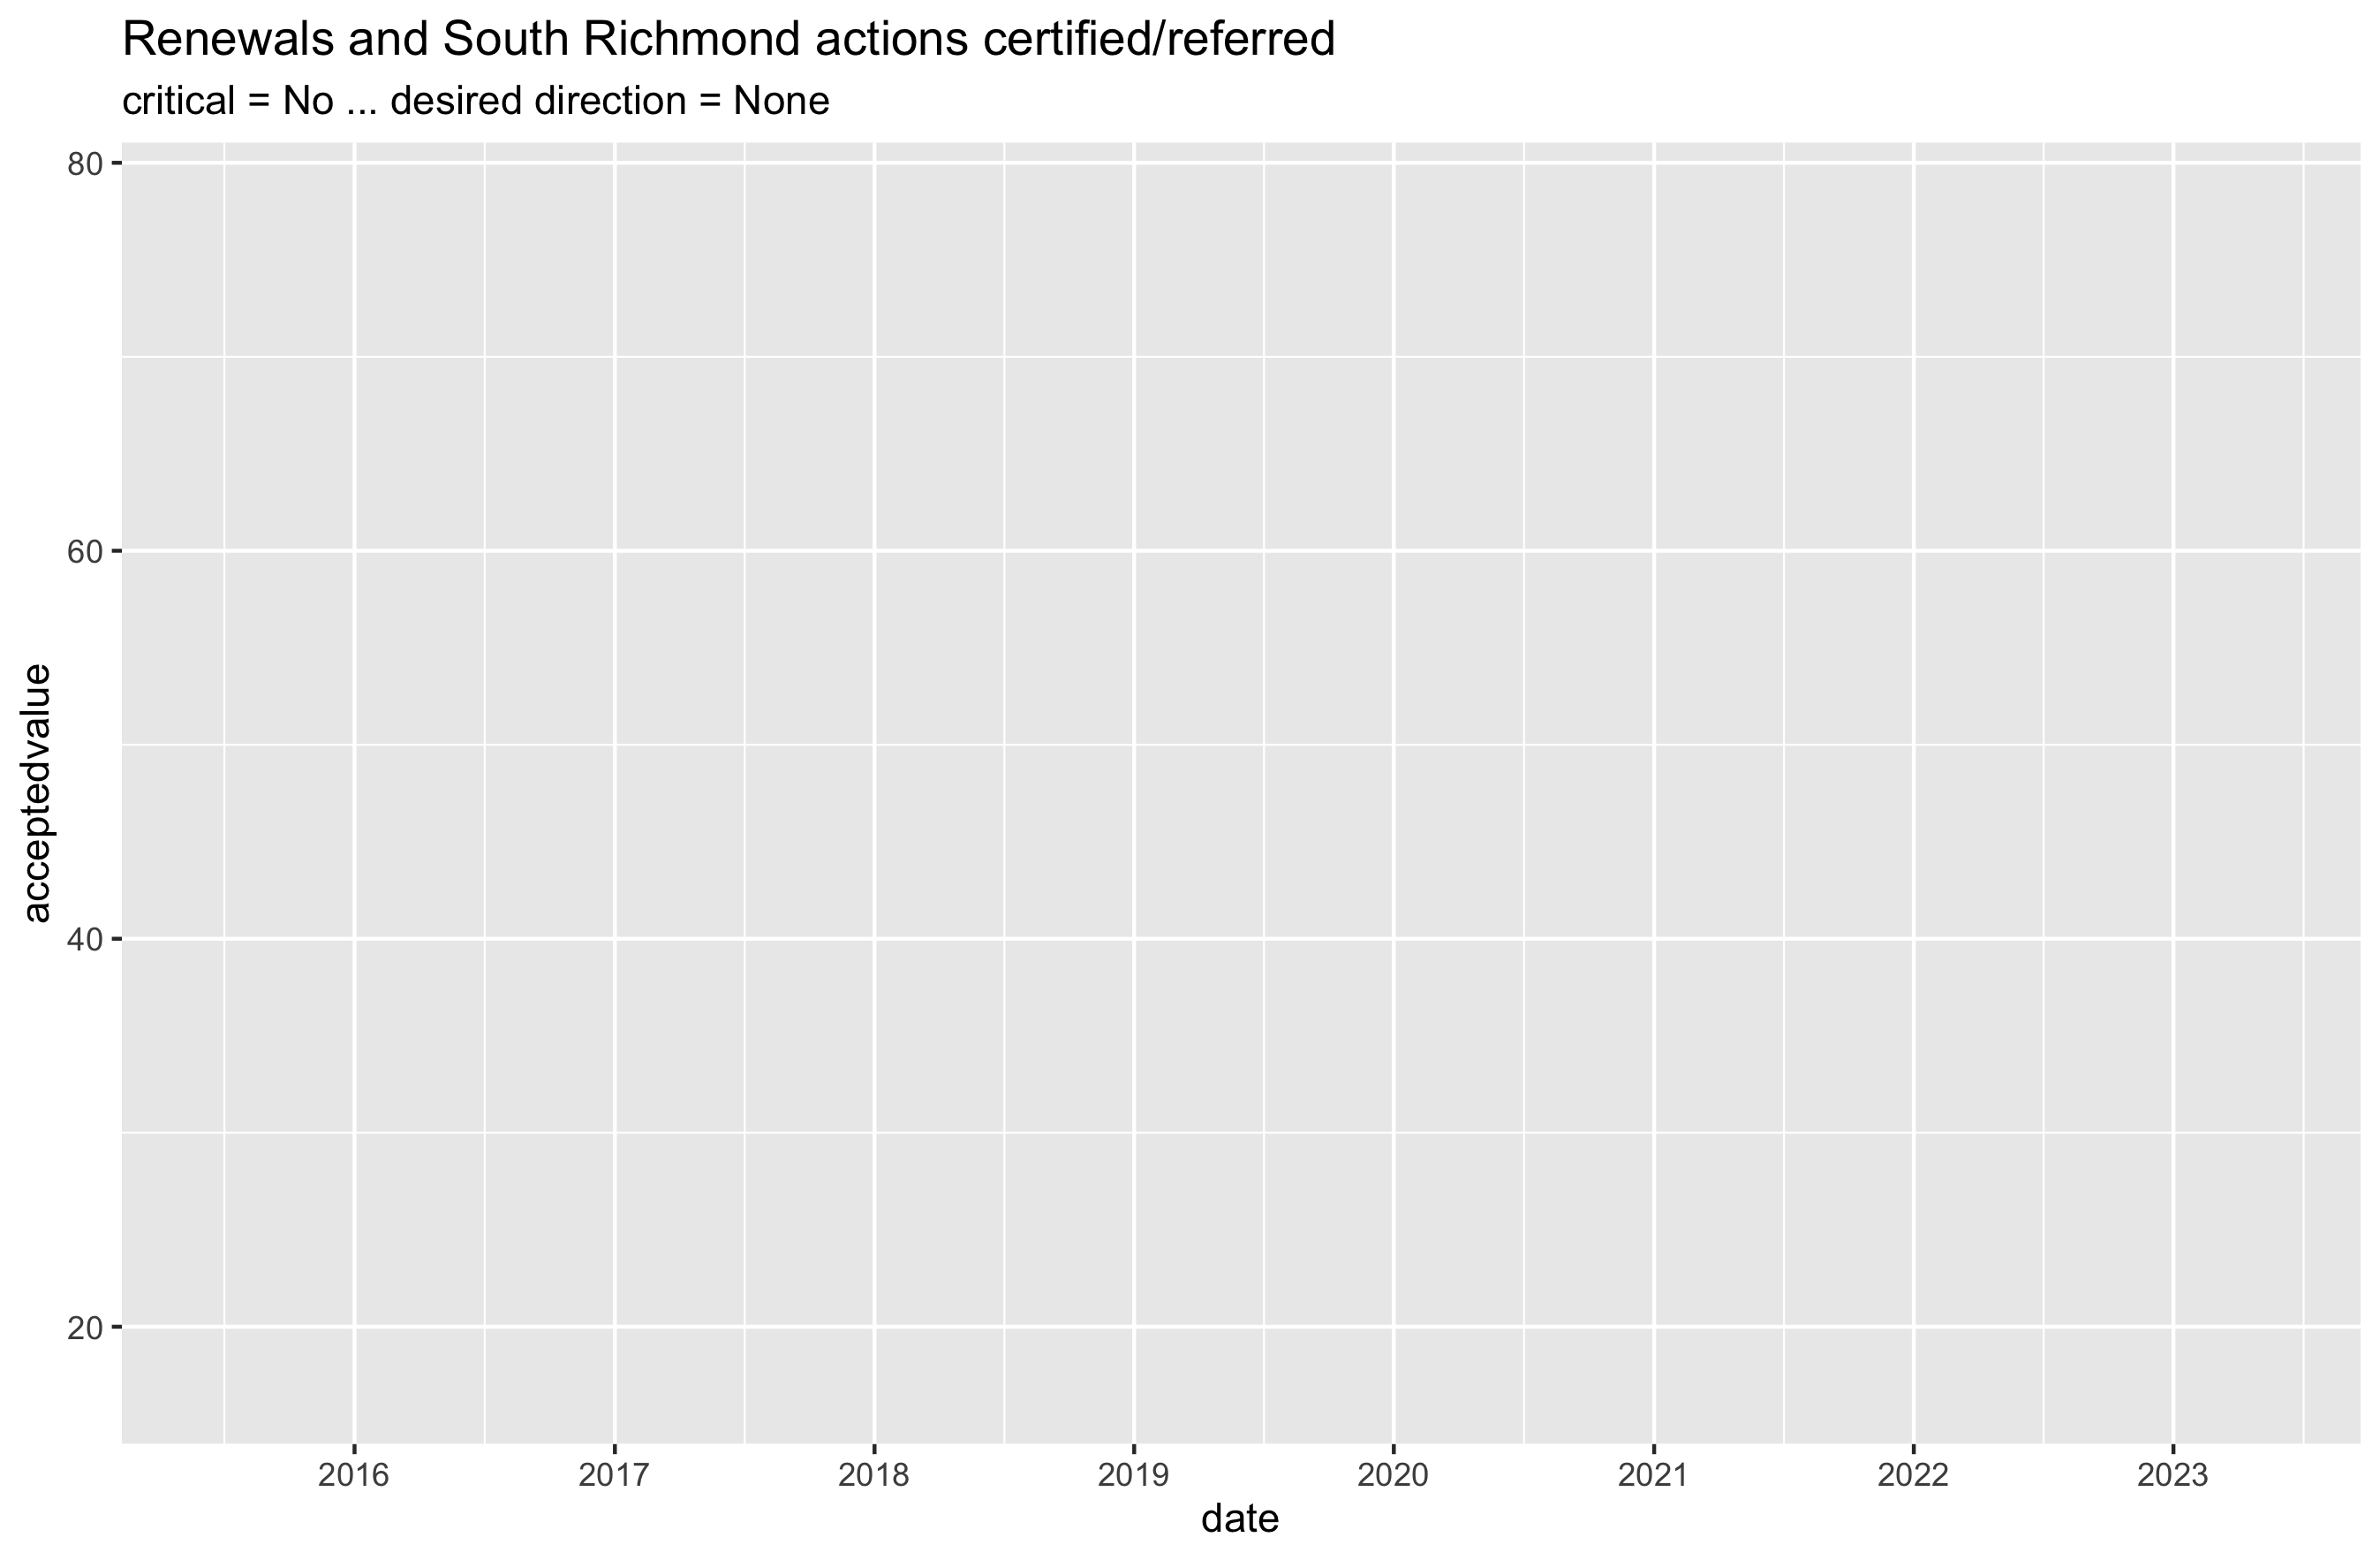 Renewals and South Richmond actions certified/referred
critical = No ... desired direction = None
80
60
40
20
acceptedvalue
2016 2017 2018 2019 2020 2021 2022 2023
date